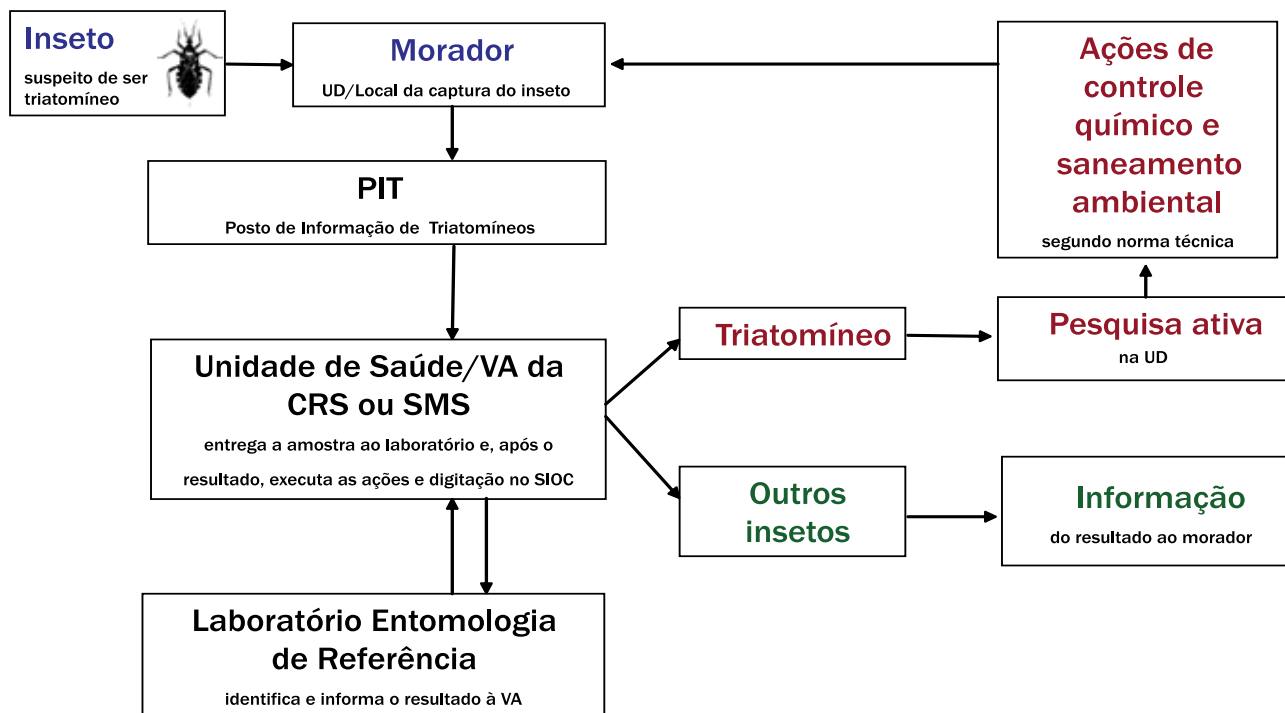 Inseto
suspeito de ser
triatomíneo
Morador
UD/Local da captura do inseto
Ações de
controle
químico e
saneamento
ambiental
segundo norma técnica
PIT
Posto de Informação de Triatomíneos
Unidade de Saúde/VA da
CRS ou SMS
entrega a amostra ao laboratório e, após o
resultado, executa as ações e digitação no SIOC
Triatomíneo
Pesquisa ativa
na UD
Outros
insetos
Informação
do resultado ao morador
Laboratório Entomologia
de Referência
identifica e informa o resultado à VA